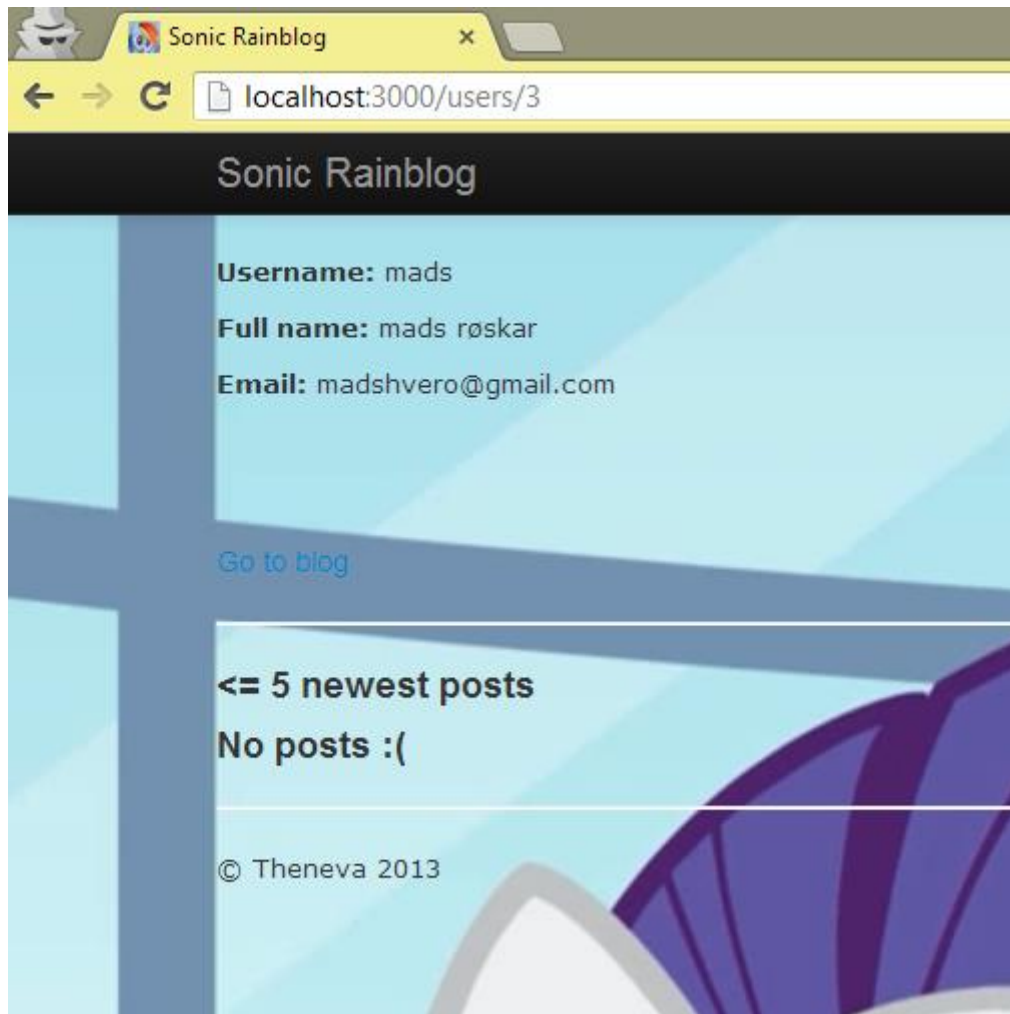 Sonic Rainblog
localhost:3000/users/3
Sonic Rainblog
Username: mads
Full name: mads røskar
Email: madshvero@gmail.com
Go to blog
<= 5 newest posts
No posts :(
© Theneva 2013